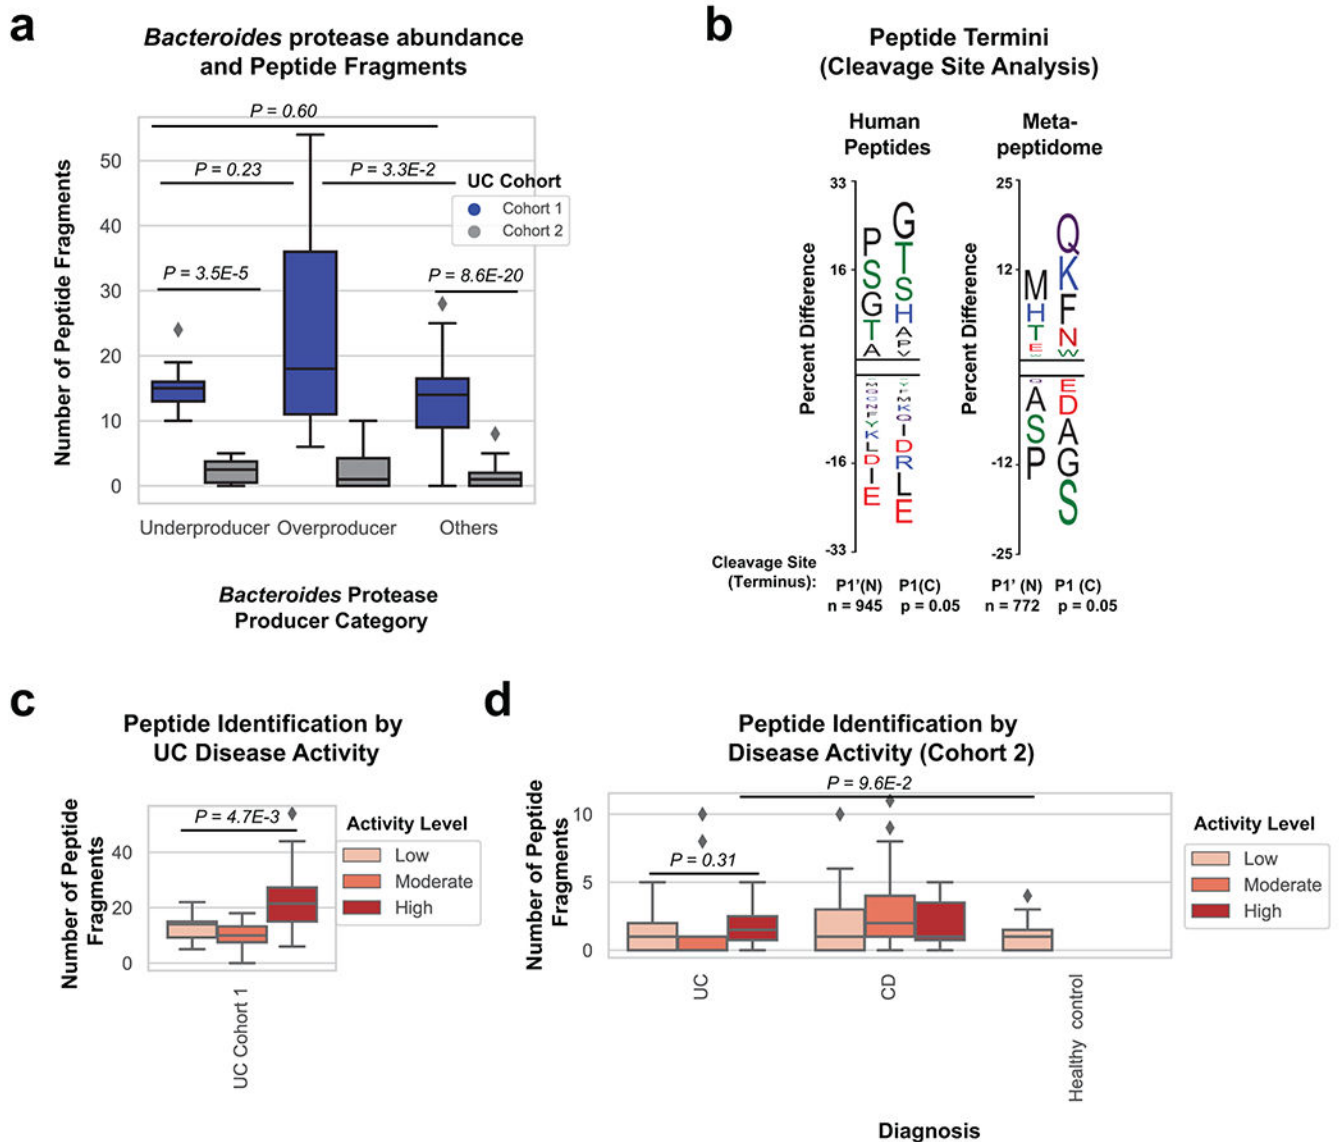 a
Bacteroides protease abundance
and Peptide Fragments
P = 0.60
P = 0.23
P = 3.3E-2
UC Cohort
Cohort 1
Cohort 2
P = 3.5E-5
P = 8.6E-20
Number of Peptide Fragments
50
40
30
20
10
0
Underproducer Overproducer Others
Bacteroides Protease
Producer Category
b
Peptide Termini
(Cleavage Site Analysis)
Human
Peptides
Meta-
peptidome
Percent Difference
33
16
-16
-33
P
S
G
T
A
K
L
D
I
E
G
T
S
H
A
P
V
K
Q
I
D
R
L
E
Percent Difference
25
12
-12
-25
M
H
T
E
A
S
P
Q
K
F
N
W
E
D
A
G
S
Cleavage Site
(Terminus):
P1'(N) P1(C)
n = 945 p = 0.05
P1' (N) P1 (C)
n = 772 p = 0.05
c
Peptide Identification by
UC Disease Activity
P = 4.7E-3
Number of Peptide
Fragments
40
20
0
UC Cohort 1
Activity Level
Low
Moderate
High
d
Peptide Identification by
Disease Activity (Cohort 2)
P = 9.6E-2
P = 0.31
Number of Peptide
Fragments
10
5
0
UC
CD
Healthy control
Diagnosis
Activity Level
Low
Moderate
High